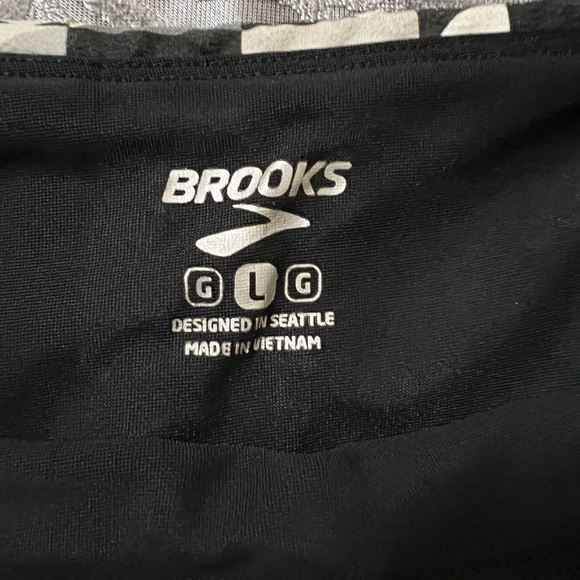 BROOKS
G L G
DESIGNED IN SEATTLE
MADE IN VIETNAM